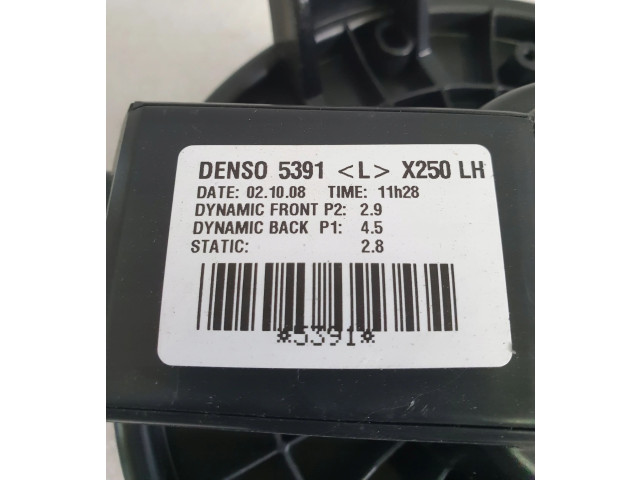 DENSO 5391 <L> X250 LH
DATE: 02.10.08 TIME: 11h28
DYNAMIC FRONT P2: 2.9
DYNAMIC BACK P1: 4.5
STATIC: 2.8
*5391*